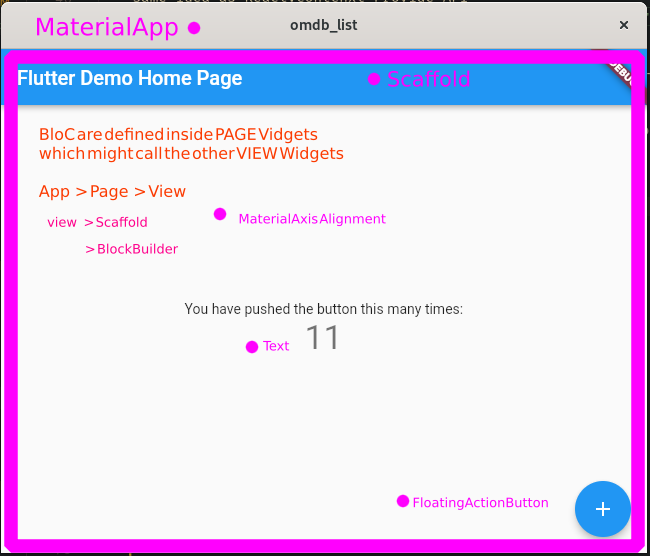 MaterialApp
omdb_list
×
Flutter Demo Home Page
Scaffold
BloC are defined inside PAGE Vidgets
which might call the other VIEW Widgets
App > Page > View
view > Scaffold
MaterialAxisAlignment
> BlockBuilder
You have pushed the button this many times:
11
Text
FloatingActionButton
+